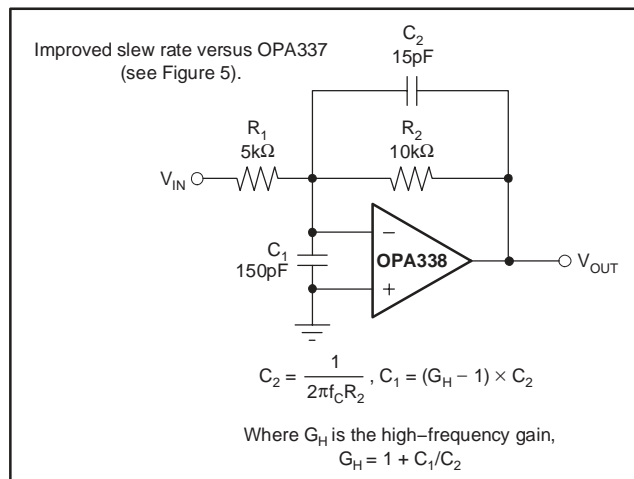 Improved slew rate versus OPA337
(see Figure 5).
C2
15pF
R1
5kΩ
R2
10kΩ
VIN
C1
150pF
−
+
OPA338
VOUT
C2 = 1 / 2πfCR2 , C1 = (GH − 1) × C2
Where GH is the high−frequency gain,
GH = 1 + C1/C2